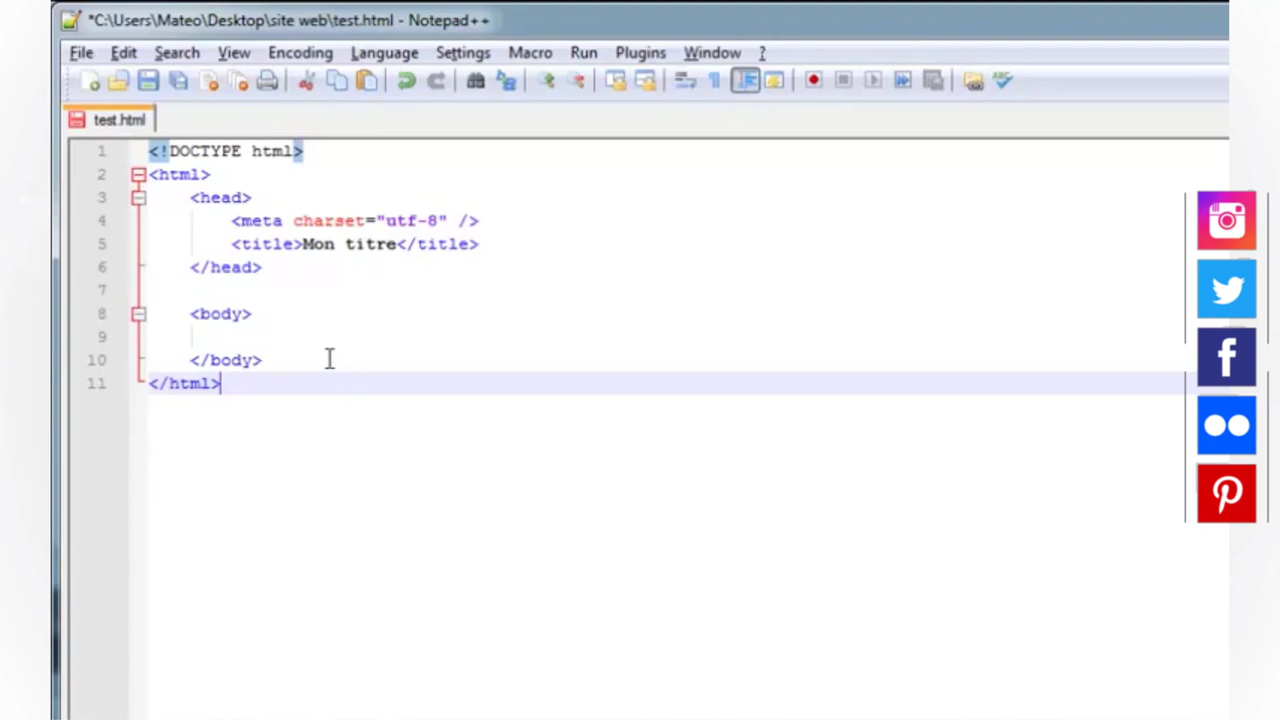 *C:\Users\Mateo\Desktop\site web\test.html - Notepad++
File Edit Search View Encoding Language Settings Macro Run Plugins Window ?
test.html
1 <!DOCTYPE html>
2 <html>
3 <head>
4 <meta charset="utf-8" />
5 <title>Mon titre</title>
6 </head>
7
8 <body>
9
10 </body>
11 </html>